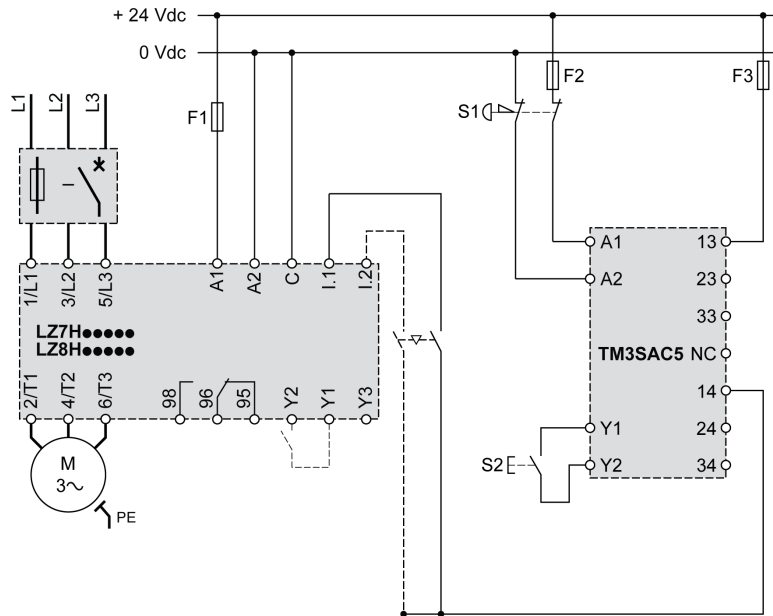 + 24 Vdc
0 Vdc
L1
L2
L3
F1
S1
F2
F3
1/L1
3/L2
5/L3
A1
A2
C
I.1
I.2
LZ7H●●●●●
LZ8H●●●●●
2/T1
4/T2
6/T3
98
96
95
Y2
Y1
Y3
M
3~
PE
A1
13
A2
23
33
TM3SAC5
NC
14
Y1
24
S2
Y2
34